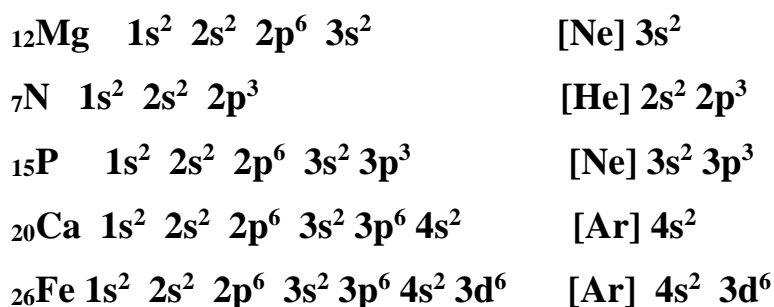 ₁₂Mg 1s² 2s² 2p⁶ 3s² [Ne] 3s²
₇N 1s² 2s² 2p³ [He] 2s² 2p³
₁₅P 1s² 2s² 2p⁶ 3s² 3p³ [Ne] 3s² 3p³
₂₀Ca 1s² 2s² 2p⁶ 3s² 3p⁶ 4s² [Ar] 4s²
₂₆Fe 1s² 2s² 2p⁶ 3s² 3p⁶ 4s² 3d⁶ [Ar] 4s² 3d⁶